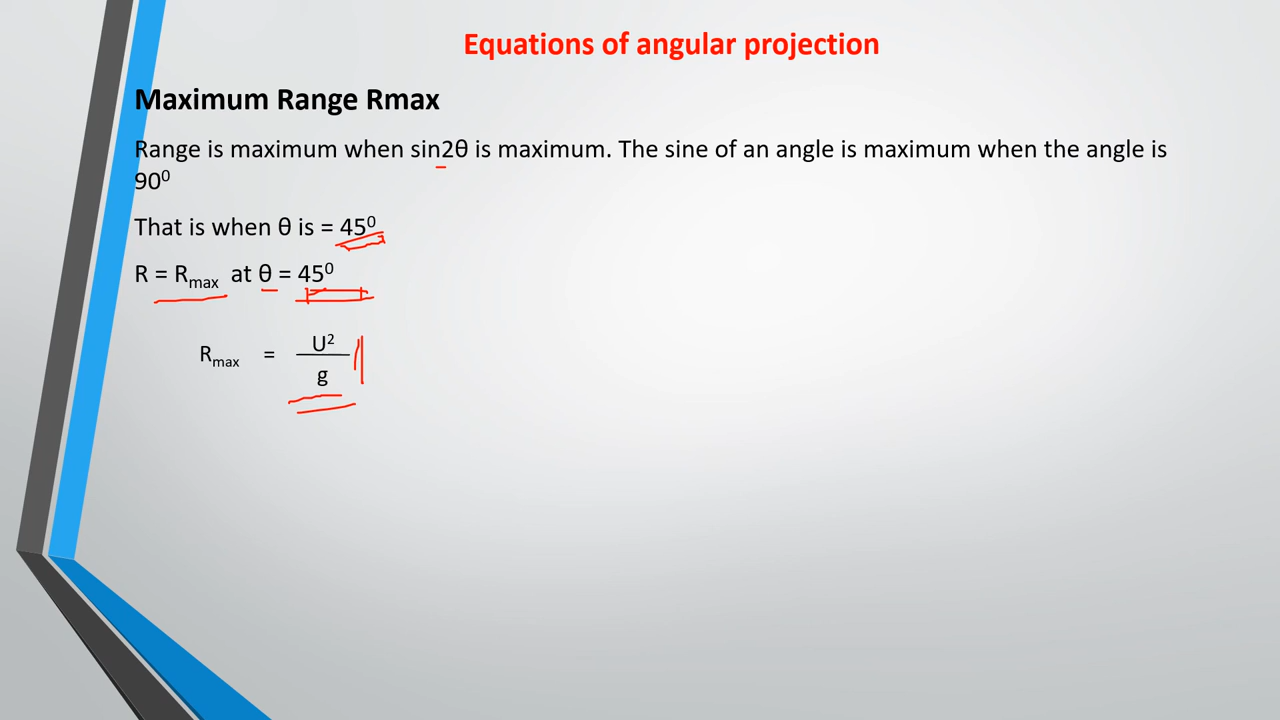 Equations of angular projection
Maximum Range Rmax
Range is maximum when sin2θ is maximum. The sine of an angle is maximum when the angle is
90⁰
That is when θ is = 45⁰
R = Rmax at θ = 45⁰
Rmax = U²
g